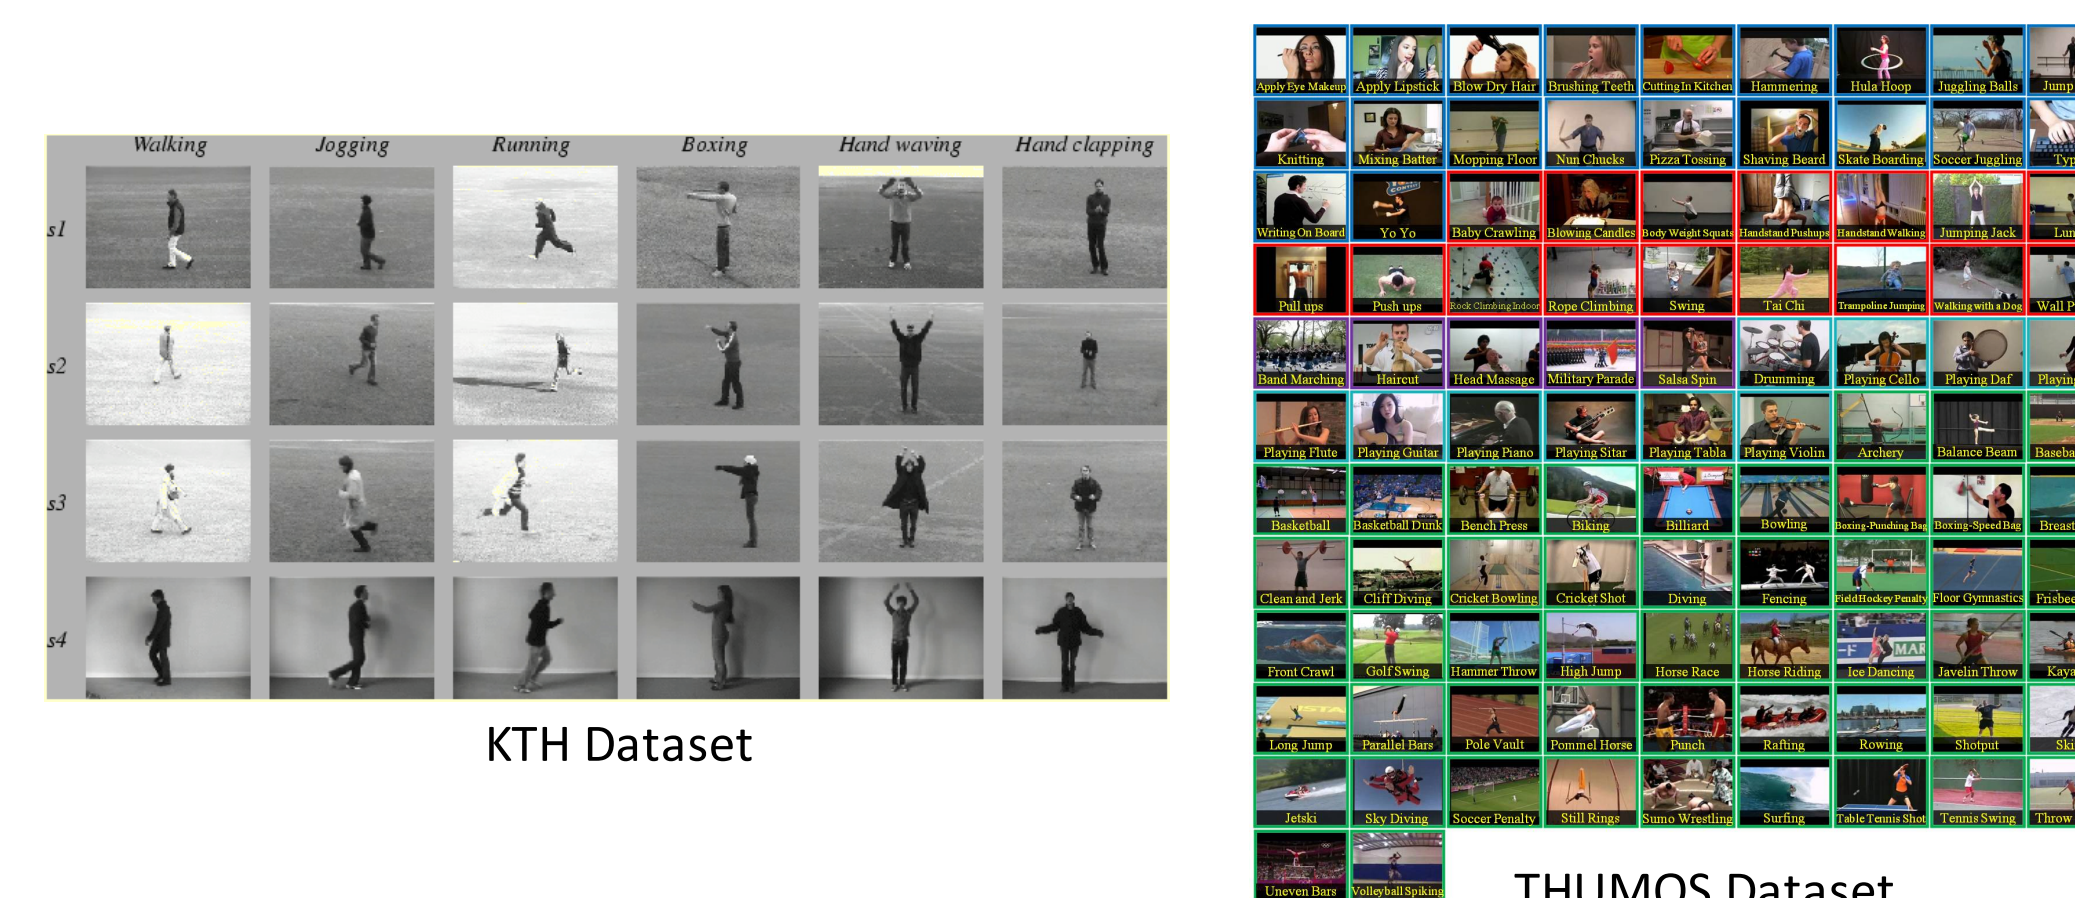 Walking Jogging Running Boxing Hand waving Hand clapping
s1
s2
s3
s4
KTH Dataset
Apply Eye Makeup Apply Lipstick Blow Dry Hair Brushing Teeth Cutting In Kitchen Hammering Hula Hoop Juggling Balls Jump
Knitting Mixing Batter Mopping Floor Nun Chucks Pizza Tossing Shaving Beard Skate Boarding Soccer Juggling Typ
Writing On Board Yo Yo Baby Crawling Blowing Candles Body Weight Squats Handstand Pushups Handstand Walking Jumping Jack Lun
Pull ups Push ups Rock Climbing Indoor Rope Climbing Swing Tai Chi Trampoline Jumping Walking with a Dog Wall P
Band Marching Haircut Head Massage Military Parade Salsa Spin Drumming Playing Cello Playing Daf Playing
Playing Flute Playing Guitar Playing Piano Playing Sitar Playing Tabla Playing Violin Archery Balance Beam Baseba
Basketball Basketball Dunk Bench Press Biking Billiard Bowling Boxing-Punching Bag Boxing-Speed Bag Breast
Clean and Jerk Cliff Diving Cricket Bowling Cricket Shot Diving Fencing Field Hockey Penalty Floor Gymnastics Frisbee
Front Crawl Golf Swing Hammer Throw High Jump Horse Race Horse Riding Ice Dancing Javelin Throw Kaya
Long Jump Parallel Bars Pole Vault Pommel Horse Punch Rafting Rowing Shotput Ski
Jetski Sky Diving Soccer Penalty Still Rings Sumo Wrestling Surfing Table Tennis Shot Tennis Swing Throw
Uneven Bars Volleyball Spiking
THUMOS Dataset